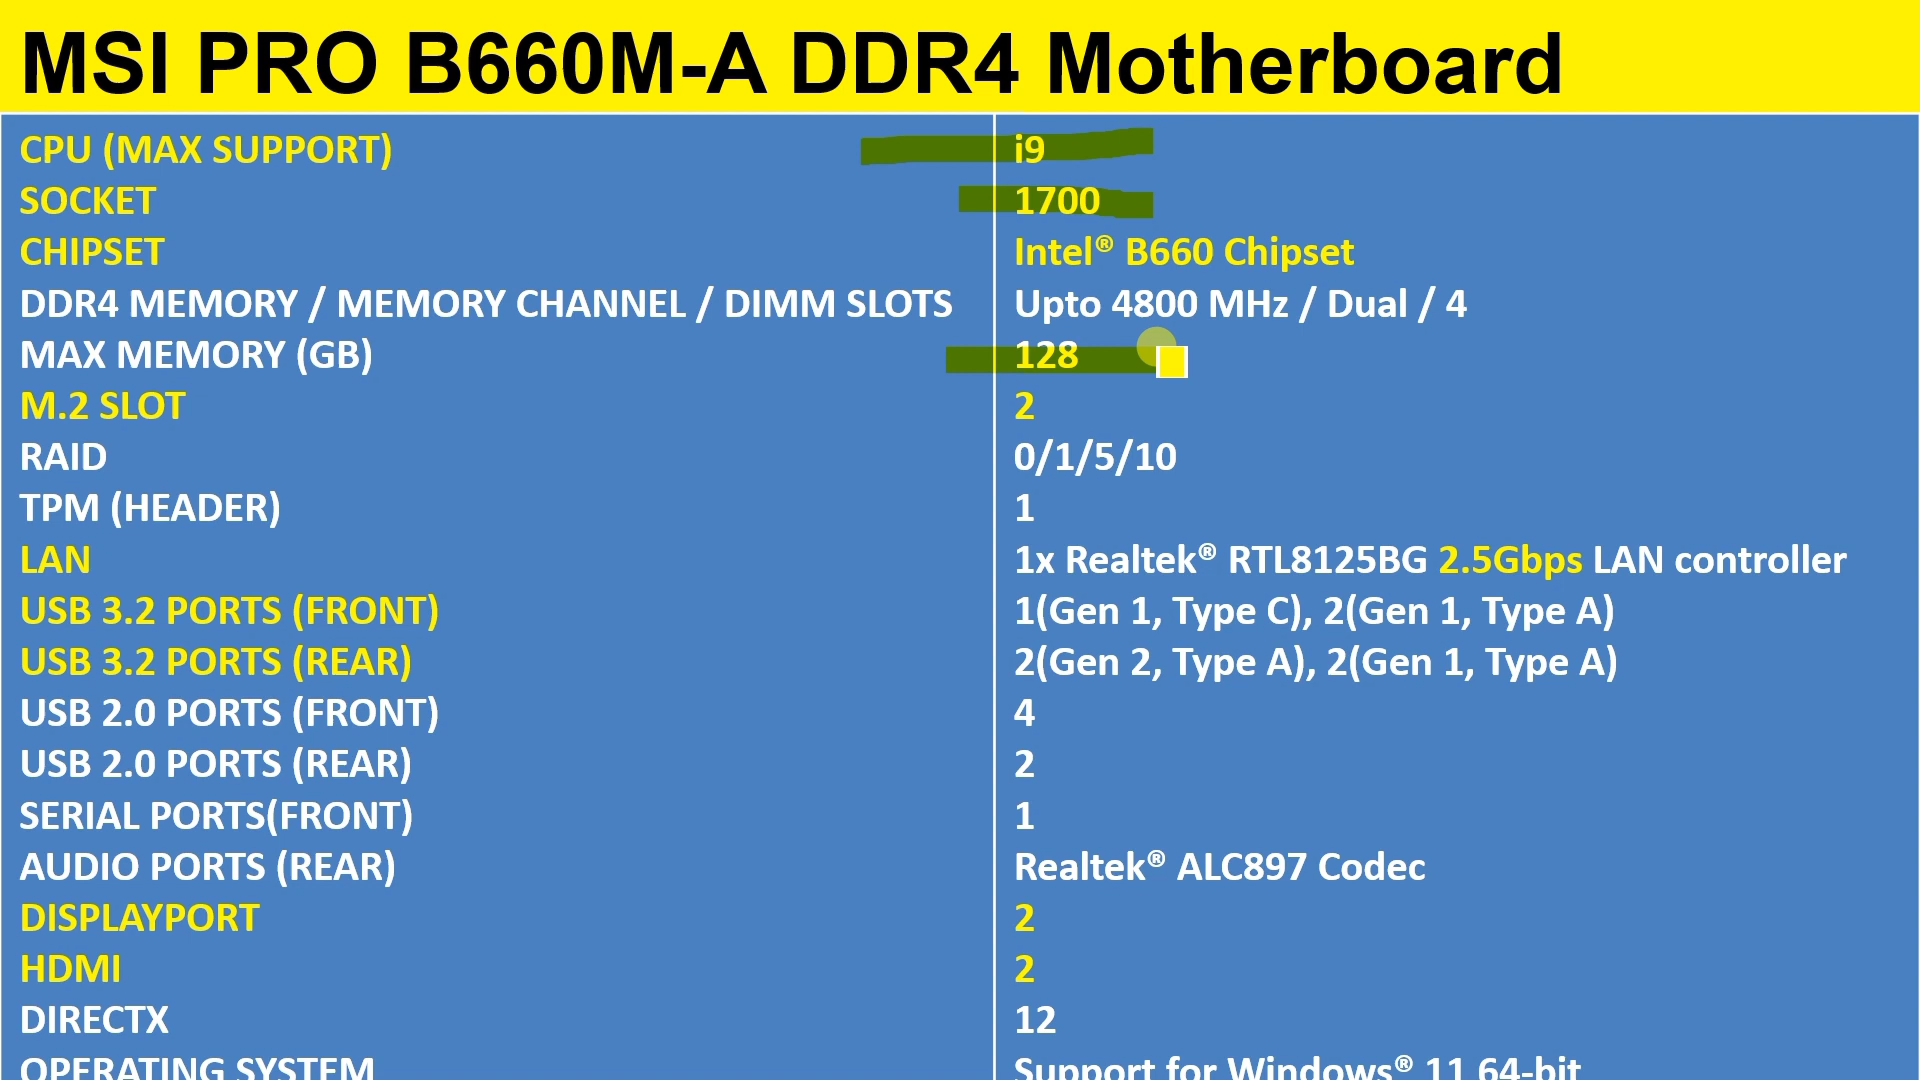 MSI PRO B660M-A DDR4 Motherboard
CPU (MAX SUPPORT) i9
SOCKET 1700
CHIPSET Intel® B660 Chipset
DDR4 MEMORY / MEMORY CHANNEL / DIMM SLOTS Upto 4800 MHz / Dual / 4
MAX MEMORY (GB) 128
M.2 SLOT 2
RAID 0/1/5/10
TPM (HEADER) 1
LAN 1x Realtek® RTL8125BG 2.5Gbps LAN controller
USB 3.2 PORTS (FRONT) 1(Gen 1, Type C), 2(Gen 1, Type A)
USB 3.2 PORTS (REAR) 2(Gen 2, Type A), 2(Gen 1, Type A)
USB 2.0 PORTS (FRONT) 4
USB 2.0 PORTS (REAR) 2
SERIAL PORTS(FRONT) 1
AUDIO PORTS (REAR) Realtek® ALC897 Codec
DISPLAYPORT 2
HDMI 2
DIRECTX 12
OPERATING SYSTEM Support for Windows® 11 64-bit